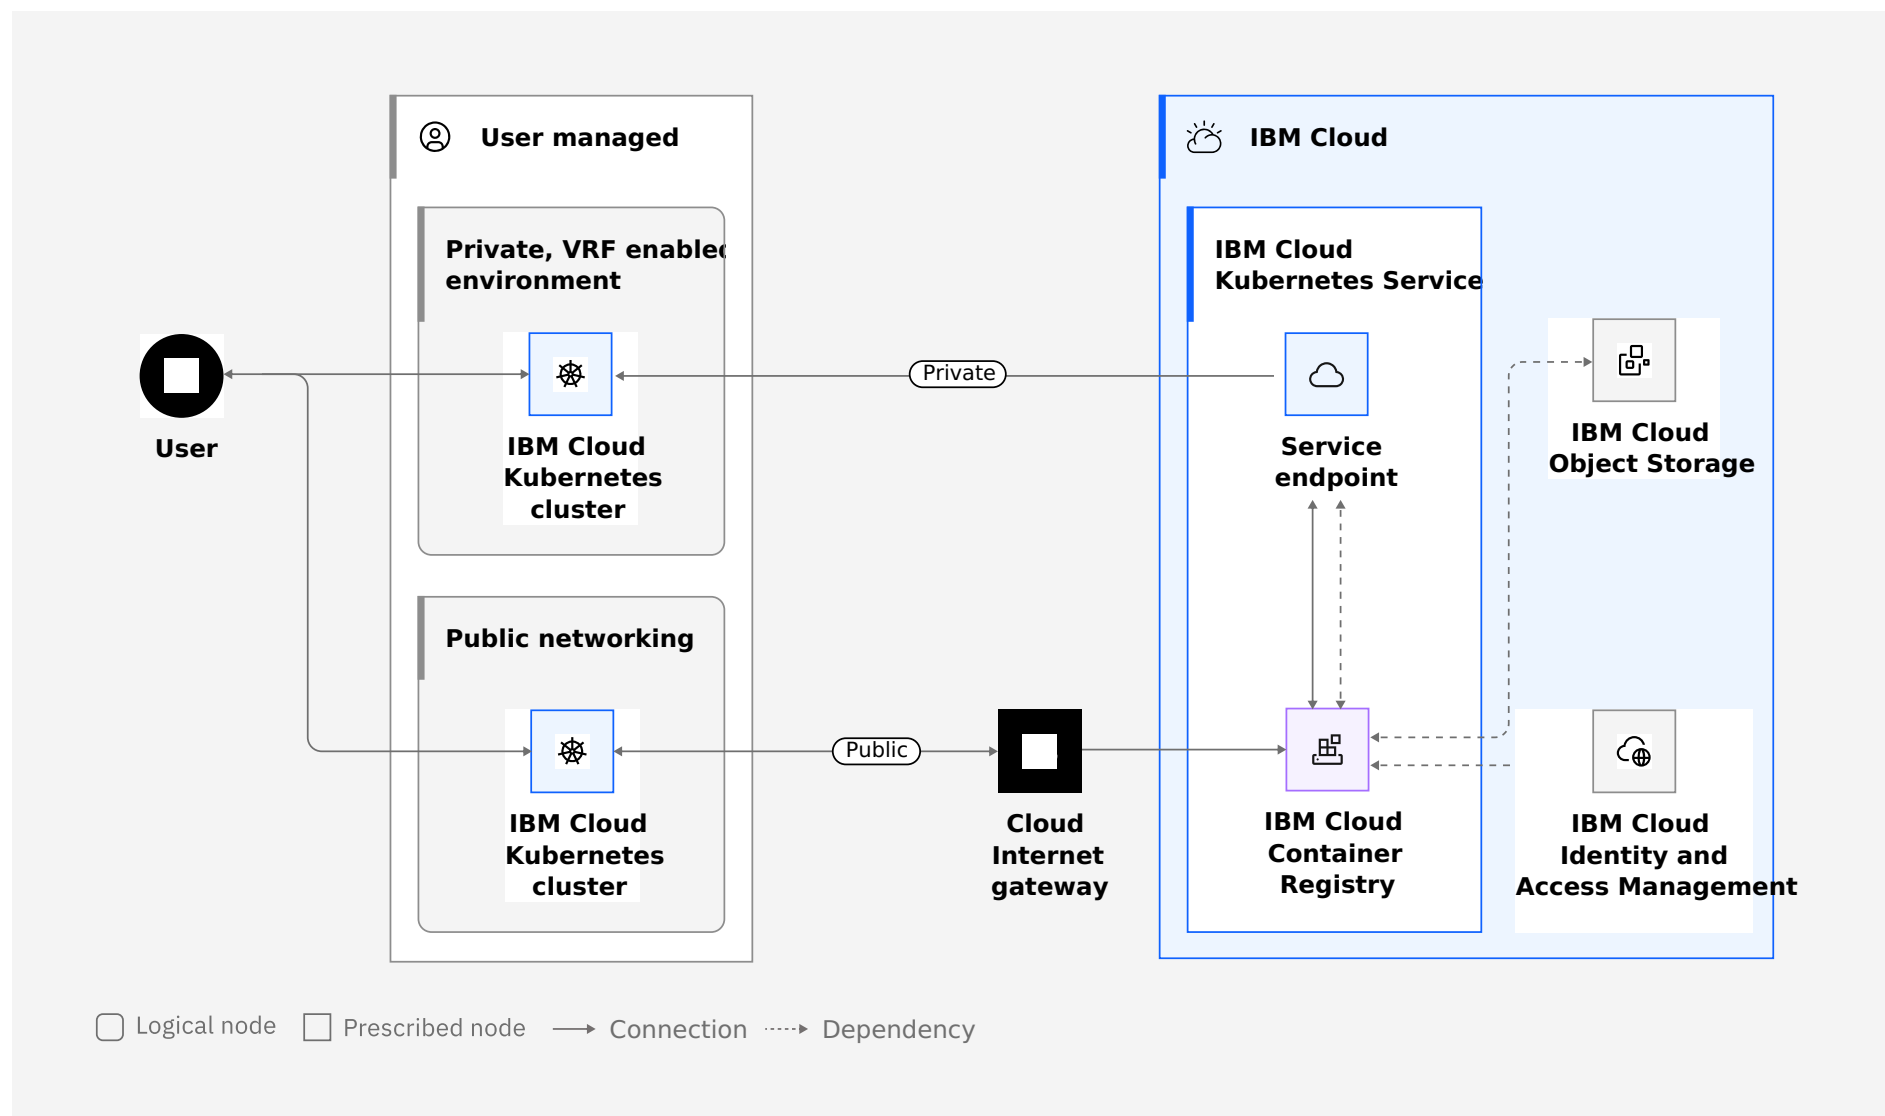 User managed
IBM Cloud
Private, VRF enabled
environment
IBM Cloud
Kubernetes Service
Private
User
IBM Cloud
Kubernetes
cluster
Service
endpoint
IBM Cloud
Object Storage
Public networking
Public
IBM Cloud
Kubernetes
cluster
Cloud
Internet
gateway
IBM Cloud
Container
Registry
IBM Cloud
Identity and
Access Management
Logical node
Prescribed node
Connection
Dependency